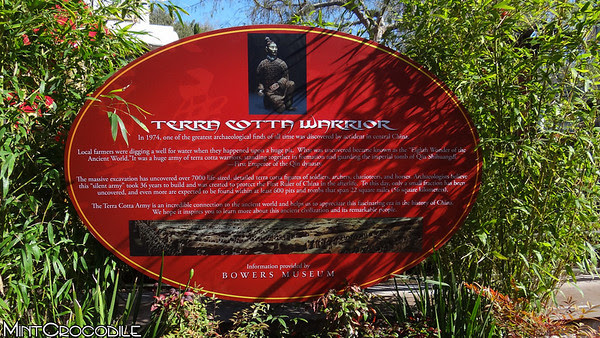 TERRA COTTA WARRIOR
In 1974, one of the greatest archaeological finds of all time was discovered by accident in central China.
Local farmers were digging a well for water when they happened upon a huge pit. What was uncovered became known as the "Eighth Wonder of the
Ancient World." It was a huge army of terra cotta warriors, standing together in formation and guarding the imperial tomb of Qin Shihuangdi,
First Emperor of the Qin dynasty.
The massive excavation has uncovered over 7000 life-sized, detailed terra cotta figures of soldiers, archers, charioteers, and horses. Archaeologists believe
this "silent army" took 36 years to build and was created to protect the First Ruler of China in the afterlife. To this day, only a small fraction has been
uncovered, and even more are expected to be found within at least 600 pits and tombs that span 22 square miles (56 square kilometers).
The Terra Cotta Army is an incredible connection to the ancient world and helps us to appreciate this fascinating era in the history of China.
We hope it inspires you to learn more about this ancient civilization and its remarkable people.
Information provided by
BOWERS MUSEUM
MINTCROCODILE